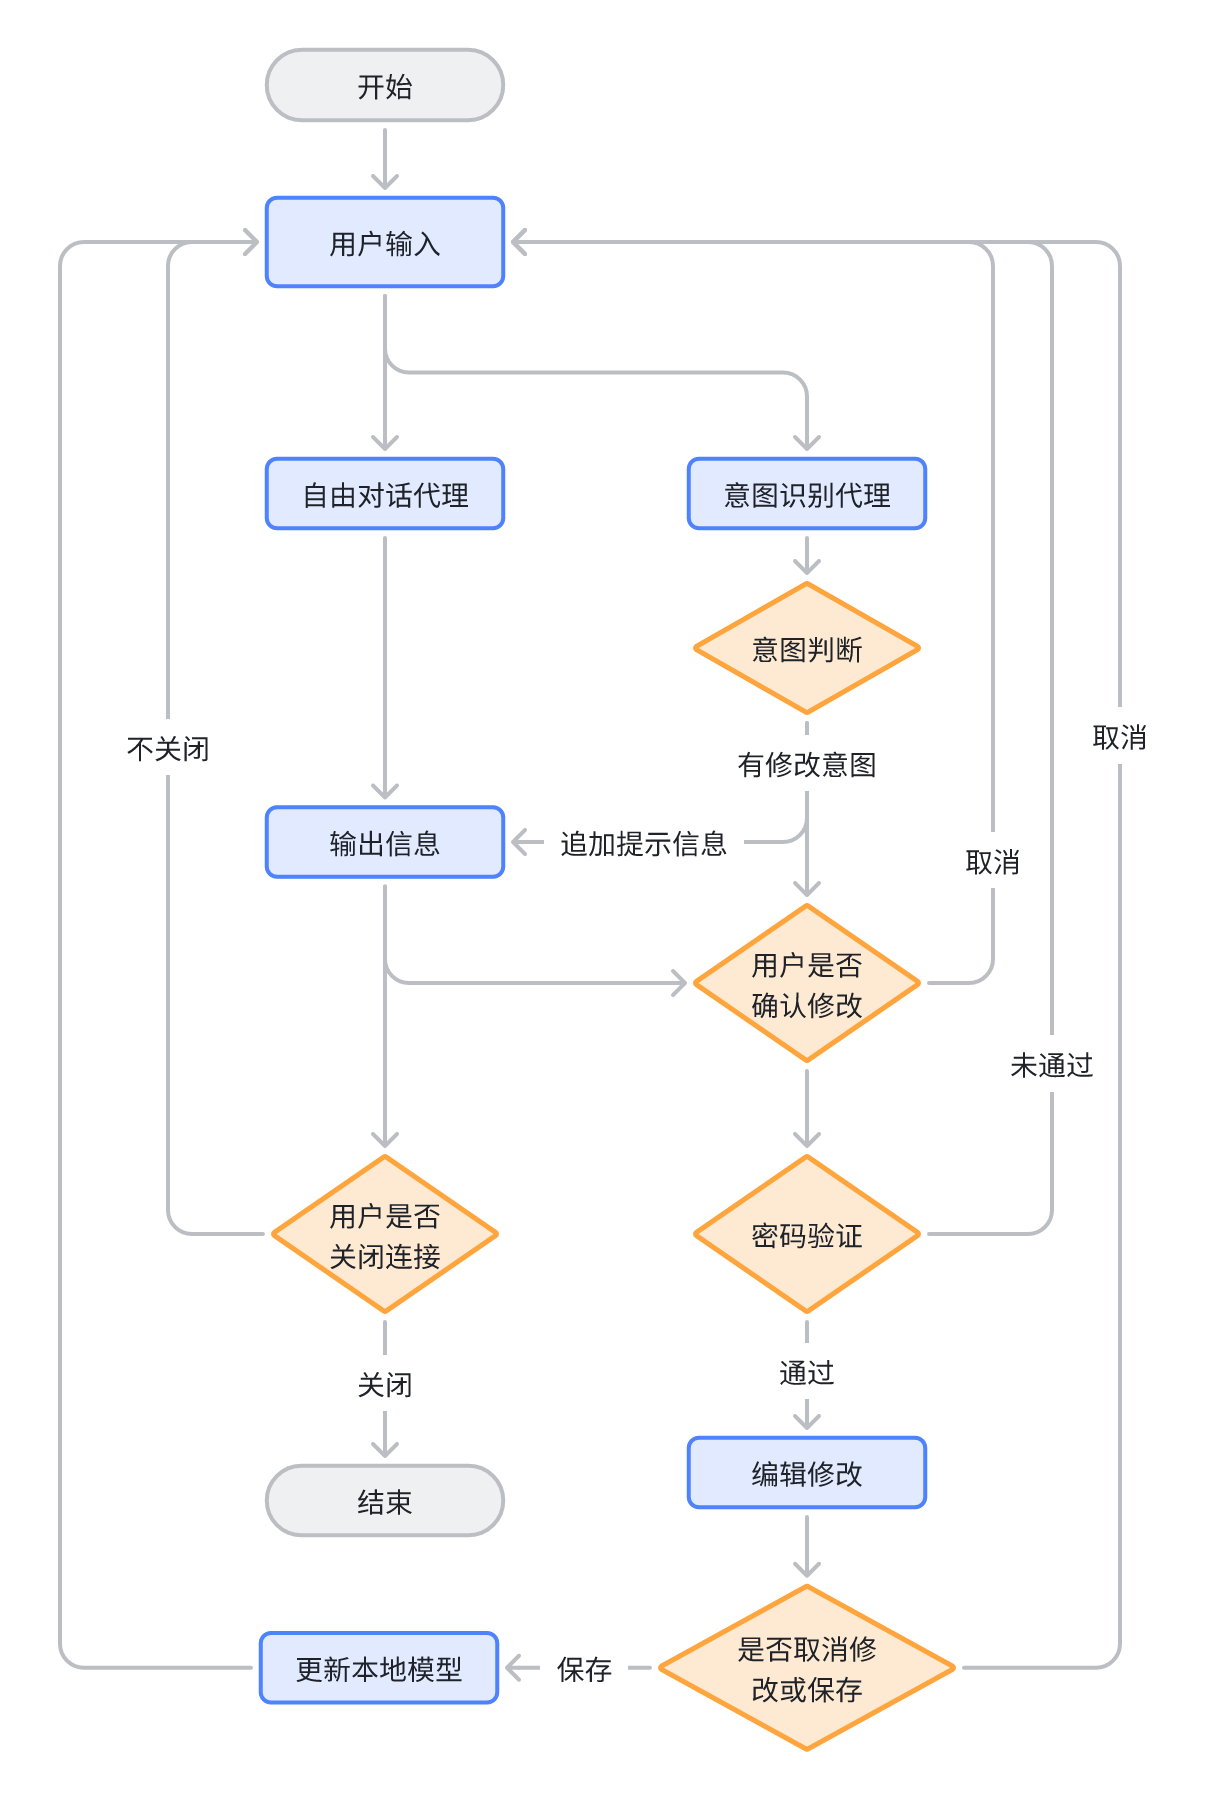 开始
用户输入
自由对话代理
意图识别代理
意图判断
不关闭
取消
有修改意图
输出信息
追加提示信息
取消
用户是否
确认修改
未通过
用户是否
关闭连接
密码验证
关闭
通过
编辑修改
结束
更新本地模型
保存
是否取消修
改或保存